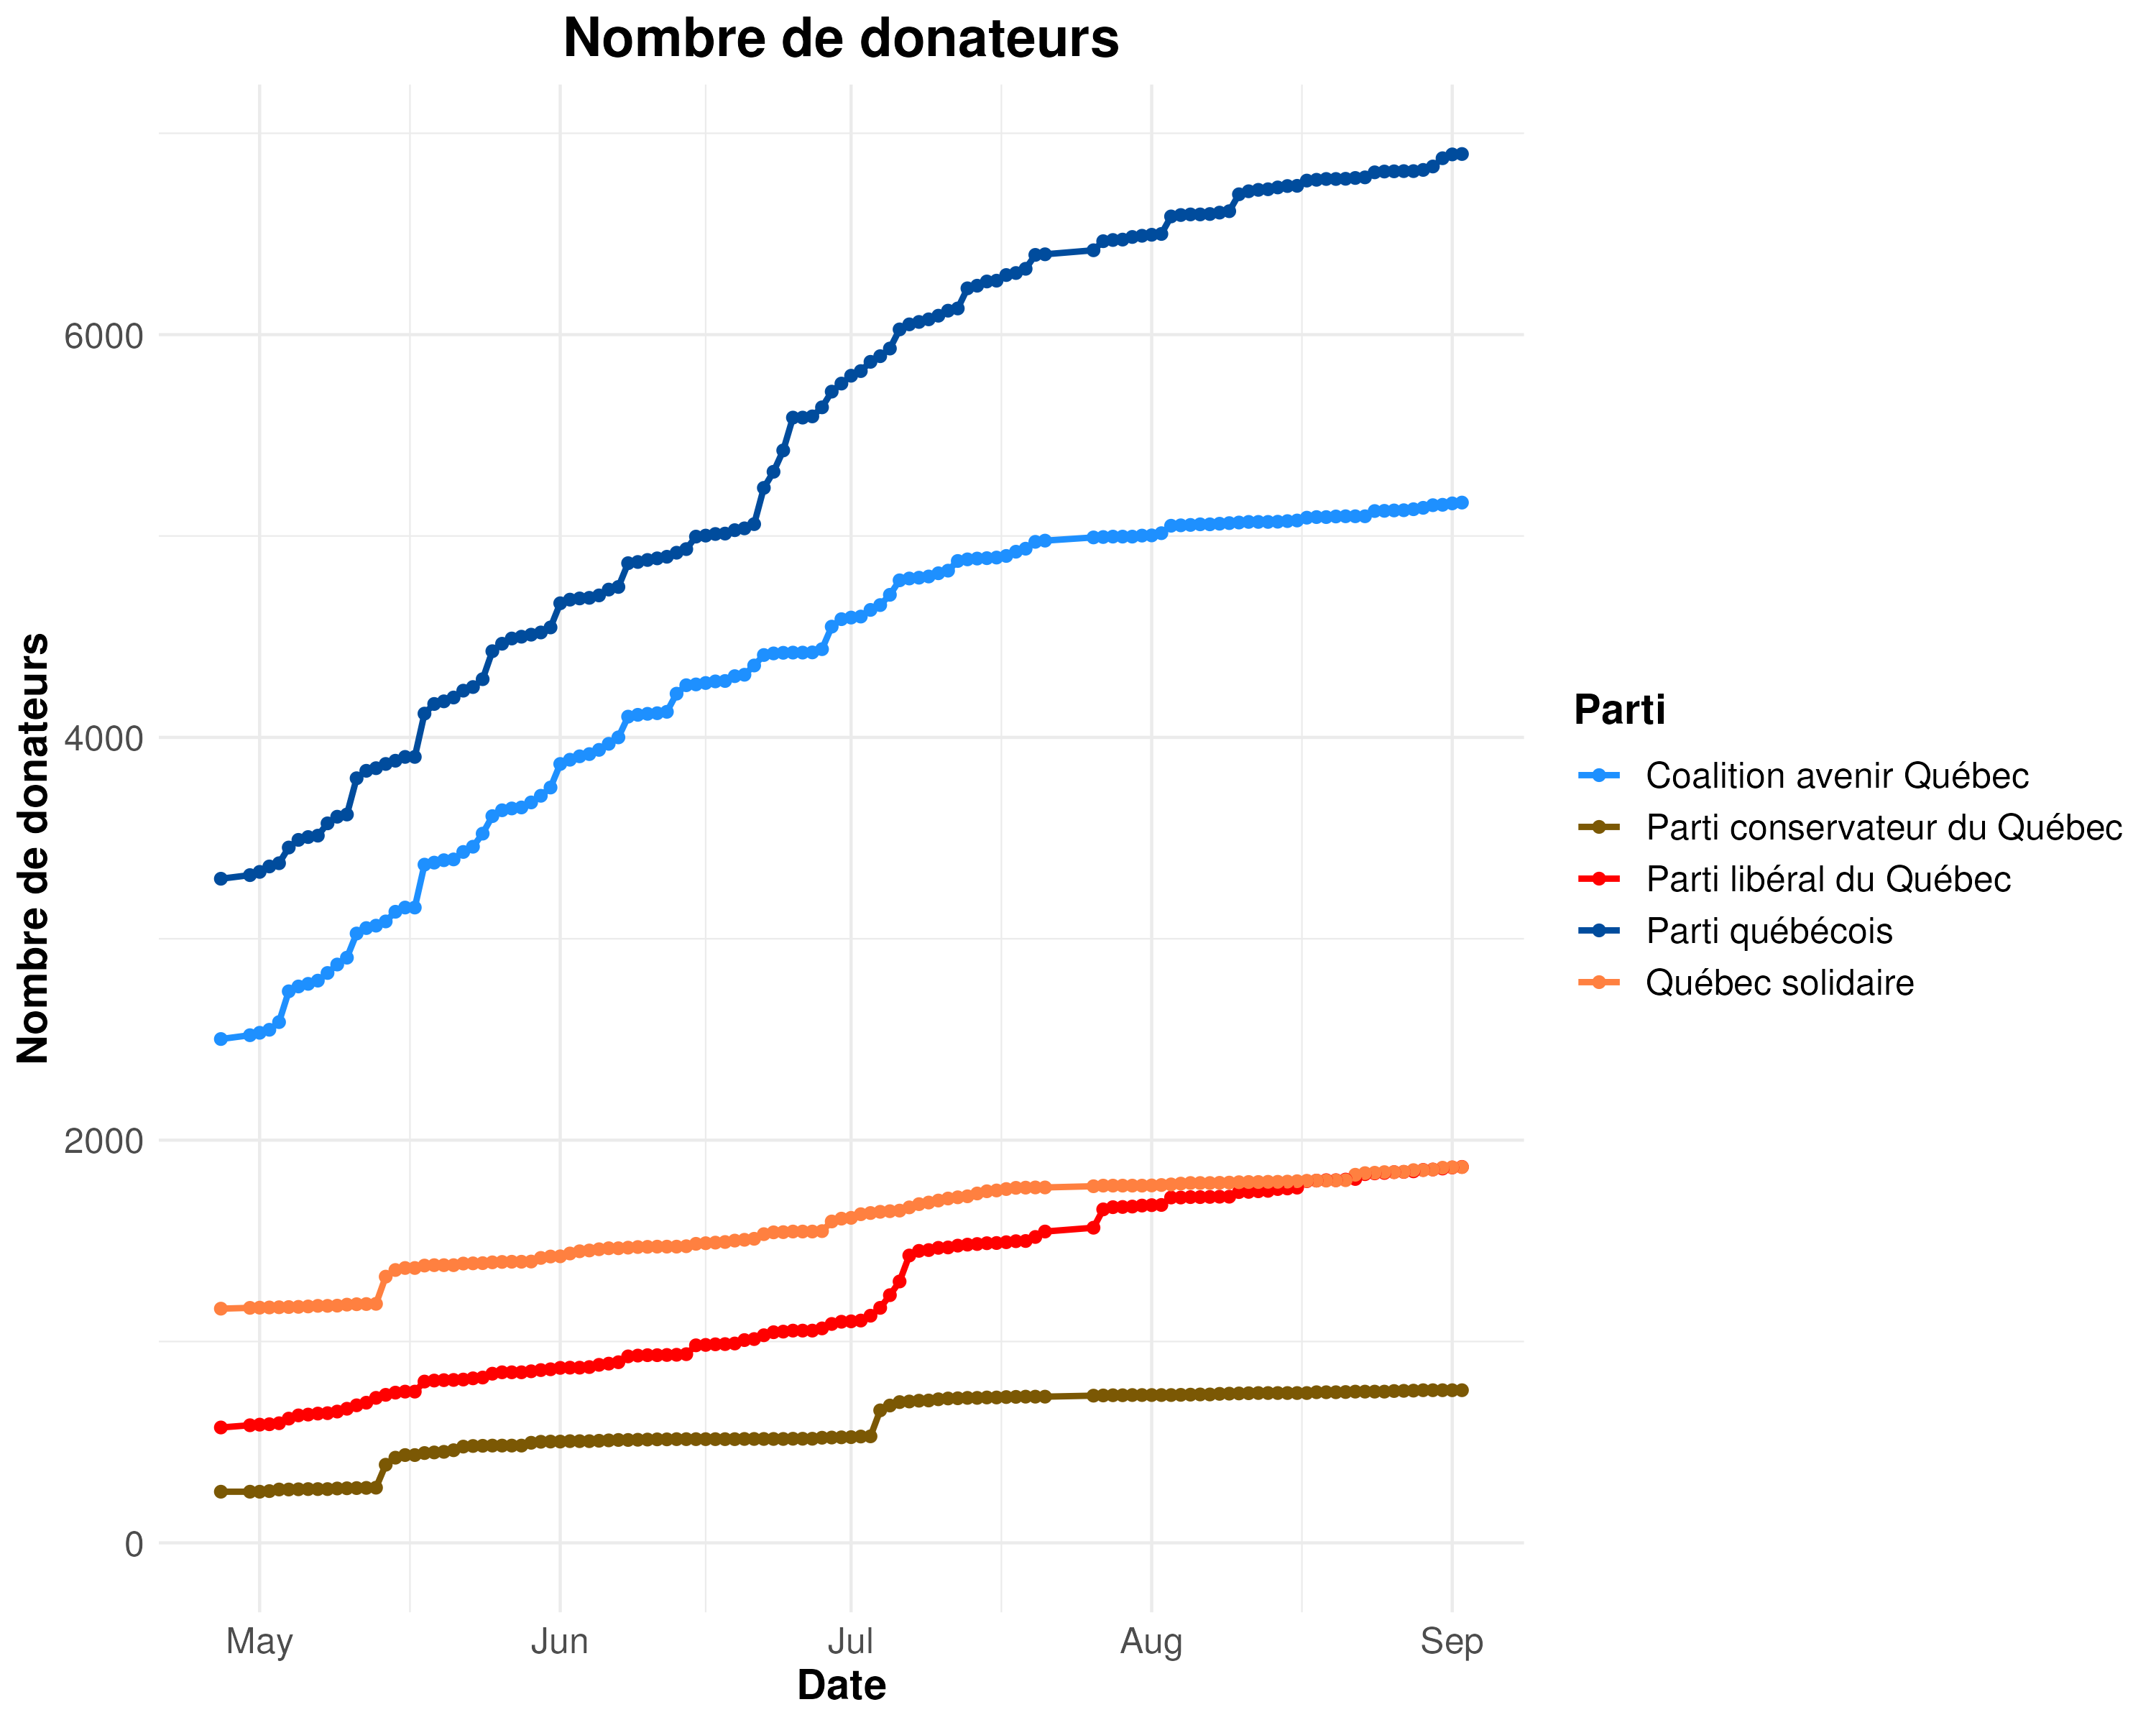 Nombre de donateurs
Nombre de donateurs
6000
4000
2000
0
May
Jun
Jul
Aug
Sep
Date
Parti
Coalition avenir Québec
Parti conservateur du Québec
Parti libéral du Québec
Parti québécois
Québec solidaire